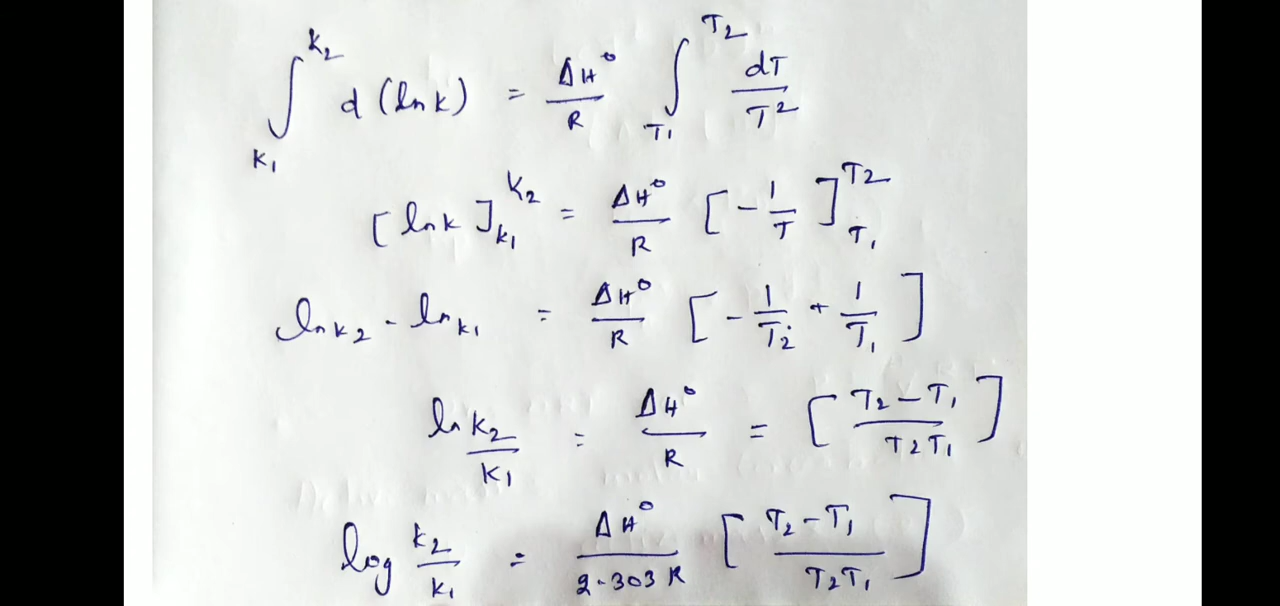 ∫_{K₁}^{K₂} d(ln K) = ΔH°/R ∫_{T₁}^{T₂} dT/T²
[ln K]_{K₁}^{K₂} = ΔH°/R [-1/T]_{T₁}^{T₂}
ln K₂ - ln K₁ = ΔH°/R [-1/T₂ + 1/T₁]
ln K₂/K₁ = ΔH°/R = [T₂-T₁/T₂T₁]
log K₂/K₁ = ΔH°/2.303 R [T₂-T₁/T₂T₁]